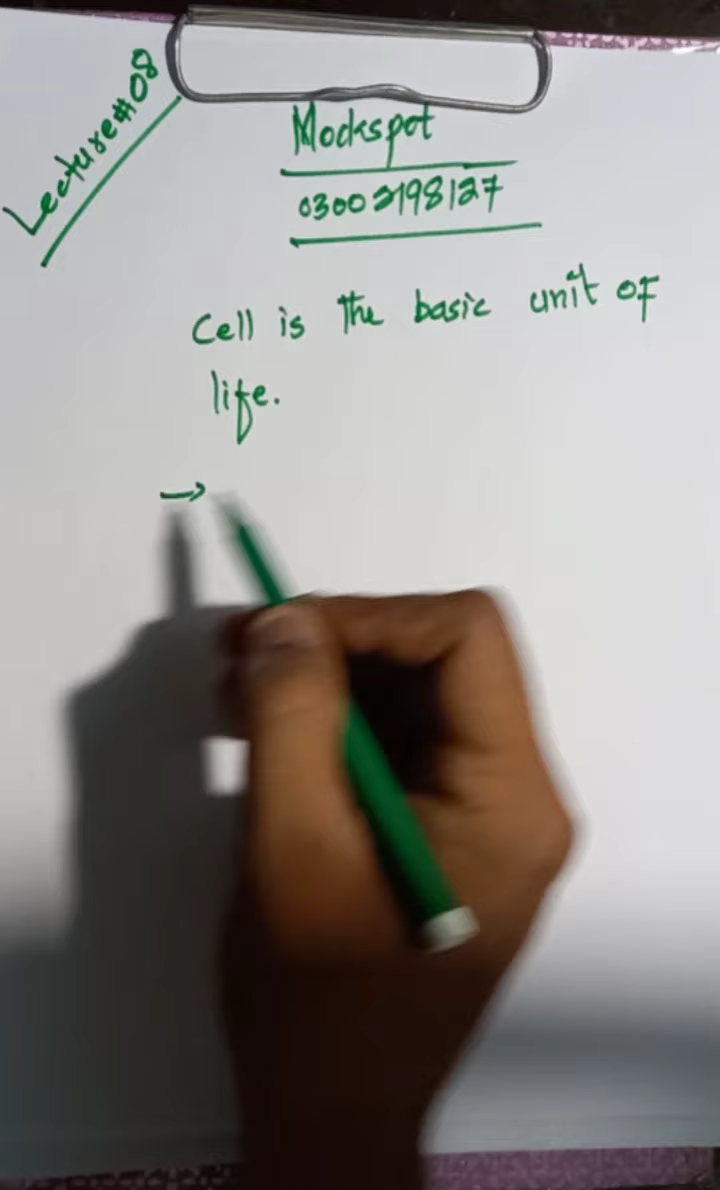 Lecture # 08
Mockspot
03002198127
Cell is the basic unit of
life.
→